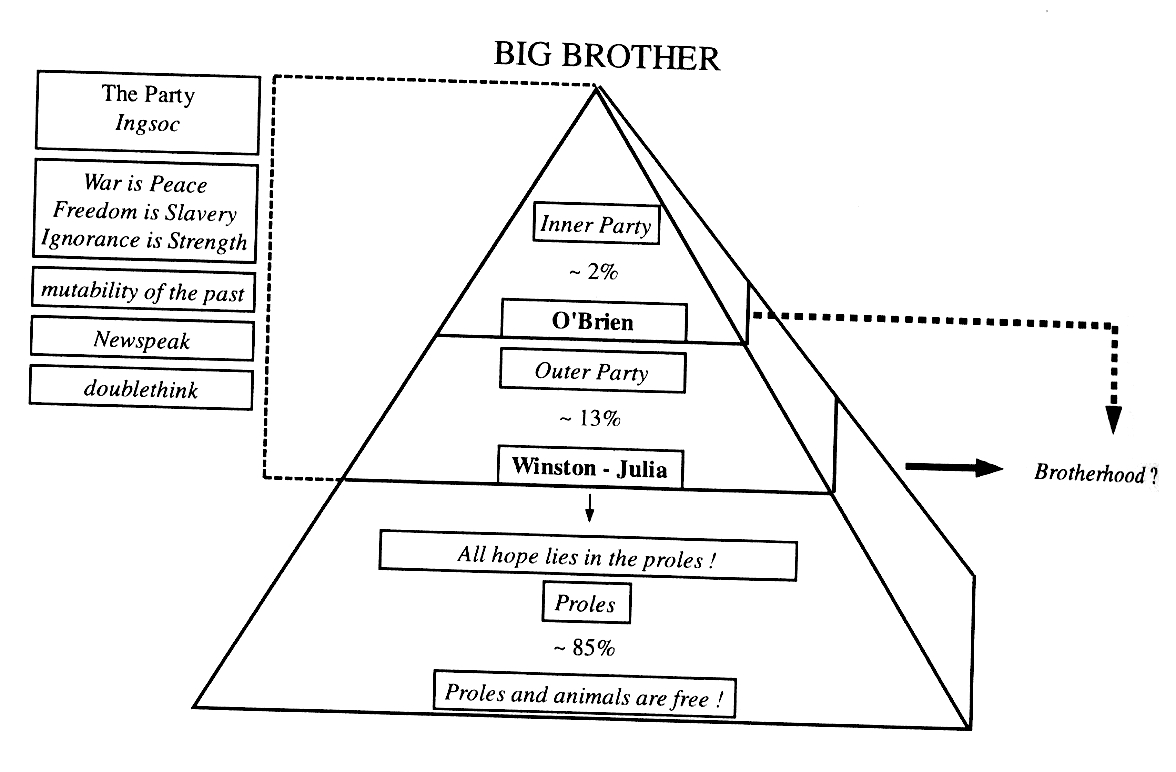 BIG BROTHER
The Party
Ingsoc
War is Peace
Freedom is Slavery
Ignorance is Strength
mutability of the past
Newspeak
doublethink
Inner Party
~ 2%
O'Brien
Outer Party
~ 13%
Winston - Julia
Brotherhood ?
All hope lies in the proles !
Proles
~ 85%
Proles and animals are free !